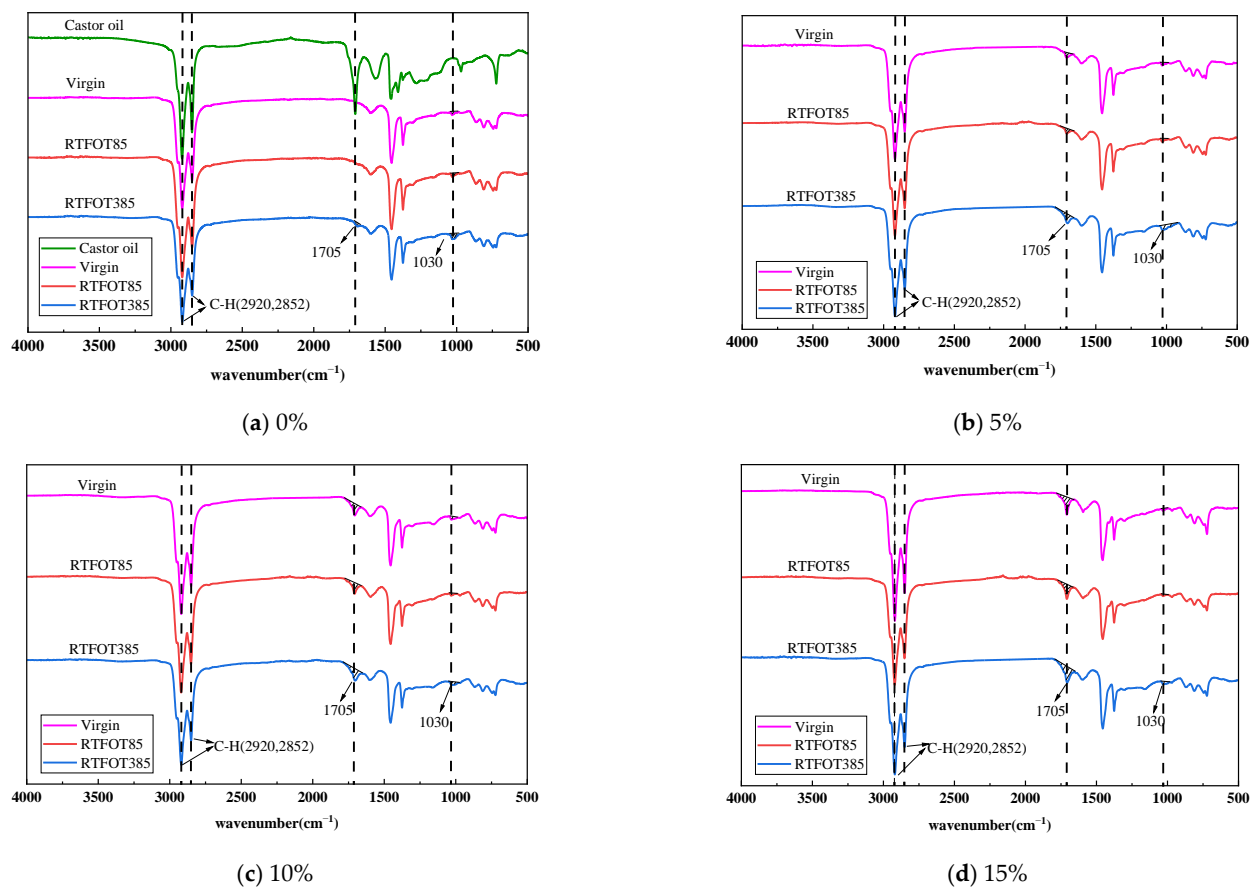 Castor oil
Virgin
RTFOT85
RTFOT385
1705
1030
Castor oil
Virgin
RTFOT85
RTFOT385
C-H(2920,2852)
4000 3500 3000 2500 2000 1500 1000 500
wavenumber(cm⁻¹)
(a) 0%
Virgin
RTFOT85
RTFOT385
1705
1030
Virgin
RTFOT85
RTFOT385
C-H(2920,2852)
4000 3500 3000 2500 2000 1500 1000 500
wavenumber(cm⁻¹)
(b) 5%
Virgin
RTFOT85
RTFOT385
1705
1030
Virgin
RTFOT85
RTFOT385
C-H(2920,2852)
4000 3500 3000 2500 2000 1500 1000 500
wavenumber(cm⁻¹)
(c) 10%
Virgin
RTFOT85
RTFOT385
1705
1030
Virgin
RTFOT85
RTFOT385
C-H(2920,2852)
4000 3500 3000 2500 2000 1500 1000 500
wavenumber(cm⁻¹)
(d) 15%